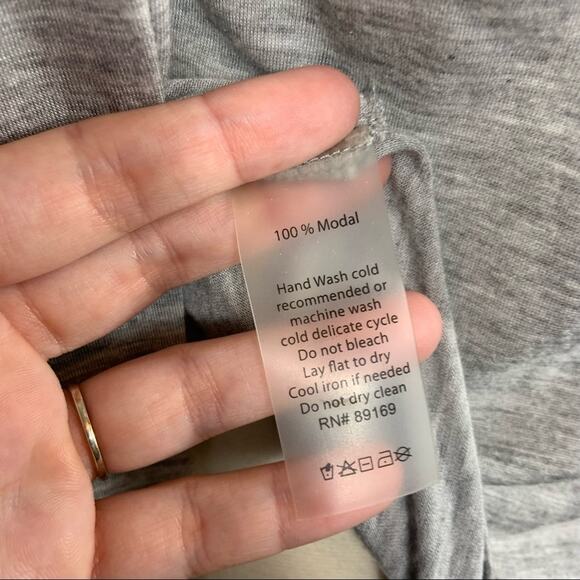 100 % Modal
Hand Wash cold
recommended or
machine wash
cold delicate cycle
Do not bleach
Lay flat to dry
Cool iron if needed
Do not dry clean
RN# 89169